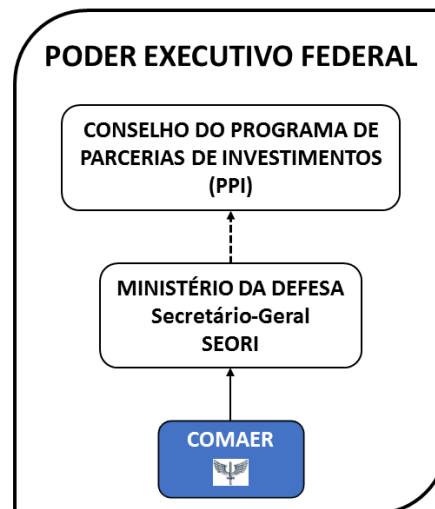 PODER EXECUTIVO FEDERAL
CONSELHO DO PROGRAMA DE
PARCERIAS DE INVESTIMENTOS
(PPI)
MINISTÉRIO DA DEFESA
Secretário-Geral
SEORI
COMAER